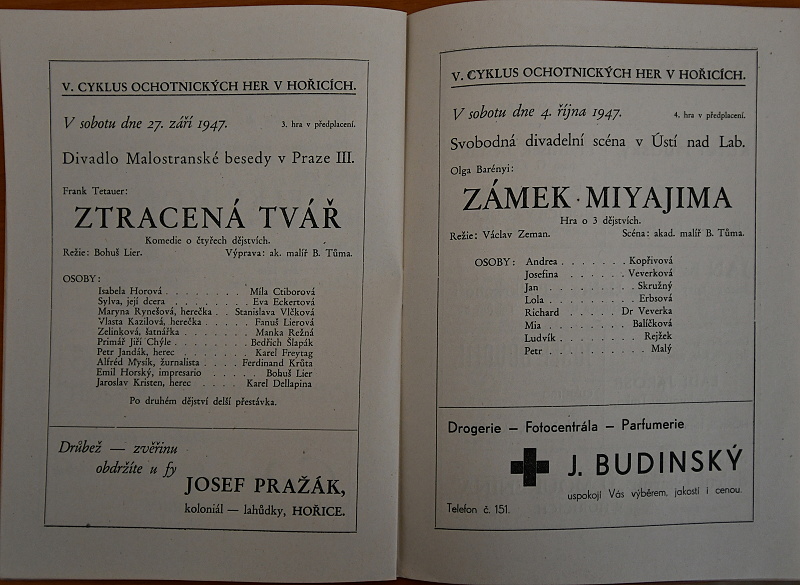 V. CYKLUS OCHOTNICKÝCH HER V HOŘICÍCH.
V sobotu dne 27. září 1947. 3. hra v předplacení.
Divadlo Malostranské besedy v Praze III.
Frank Tetauer:
ZTRACENÁ TVÁŘ
Komedie o čtyřech dějstvích.
Režie: Bohuš Lier. Výprava: ak. malíř B. Tůma.
OSOBY:
Isabela Horová . . . . . . . . Míla Ctiborová
Sylva, její dcera . . . . . . . Eva Eckertová
Maryna Rynešová, herečka . . Stanislava Vlčková
Vlasta Kazilová, herečka . . . . Fanuš Lierová
Zelinková, šatnářka . . . . . . Manka Režná
Primář Jiří Chýle . . . . . . . Bedřich Šlapák
Petr Jandák, herec . . . . . . Karel Freytag
Alfréd Mysík, žurnalista . . . . Ferdinand Krůta
Emil Horský, impresario . . . . . Bohuš Lier
Jaroslav Kristen, herec . . . . Karel Dellapina
Po druhém dějství delší přestávka.
Drůbež — zvěřinu
obdržíte u fy
JOSEF PRAŽÁK,
koloniál — lahůdky, HOŘICE.
V. CYKLUS OCHOTNICKÝCH HER V HOŘICÍCH.
V sobotu dne 4. října 1947. 4. hra v předplacení.
Svobodná divadelní scéna v Ústí nad Lab.
Olga Barényi:
ZÁMEK · MIYAJIMA
Hra o 3 dějstvích.
Režie: Václav Zeman. Scéna: akad. malíř B. Tůma.
OSOBY: Andrea . . . . . . . Kopřivová
Josefina . . . . . . Veverková
Jan . . . . . . . . . Skružný
Lola . . . . . . . . Erbsová
Richard . . . . . Dr Veverka
Mia . . . . . . . . Balíčková
Ludvík . . . . . . . . Rejžek
Petr . . . . . . . . . . Malý
Drogerie — Fotocentrála — Parfumerie
J. BUDINSKÝ
uspokojí Vás výběrem, jakostí i cenou.
Telefon č. 151.